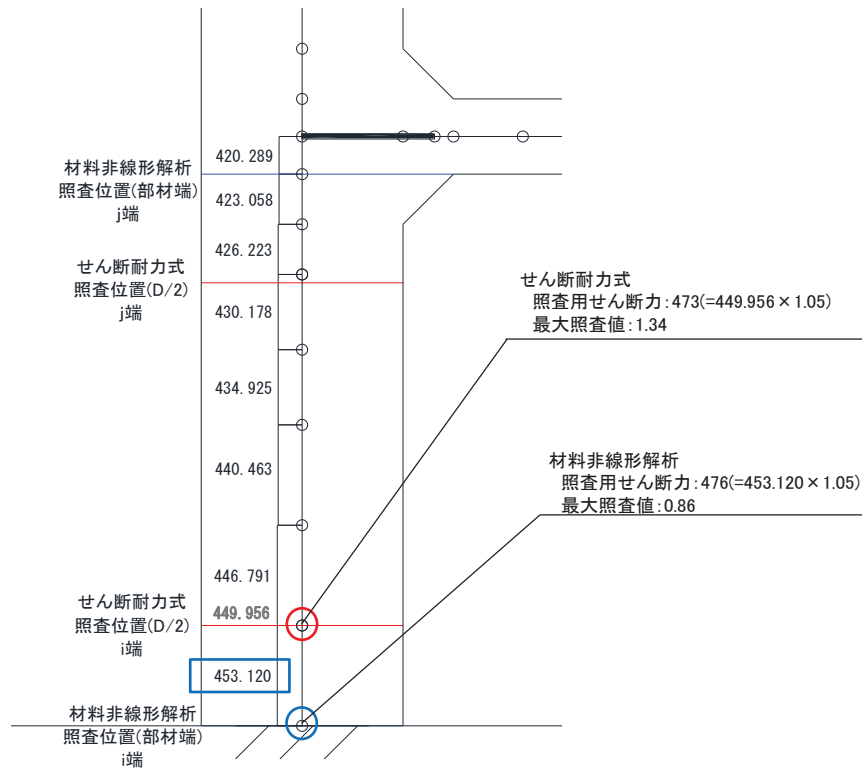 420.289
材料非線形解析
照査位置(部材端)
j端
423.058
426.223
せん断耐力式
照査位置(D/2)
j端
430.178
434.925
440.463
446.791
せん断耐力式
照査位置(D/2)
i端
449.956
453.120
材料非線形解析
照査位置(部材端)
i端
せん断耐力式
照査用せん断力:473(=449.956×1.05)
最大照査値:1.34
材料非線形解析
照査用せん断力:476(=453.120×1.05)
最大照査値:0.86